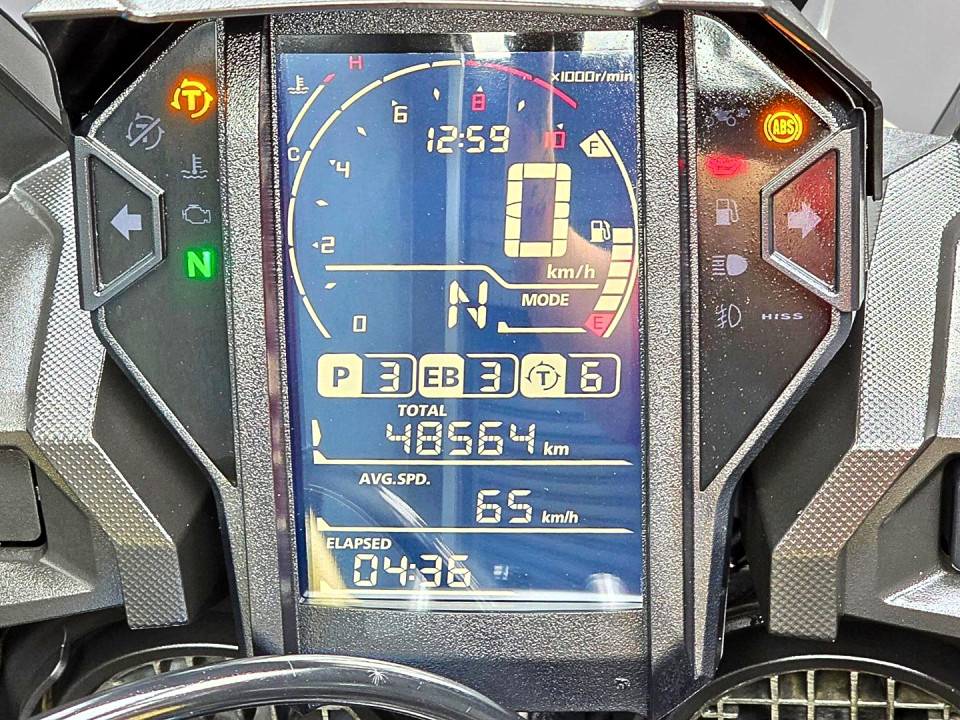 H
×1000r/min
T
6
8
12:59
10
F
ABS
C
4
0
2
km/h
N
MODE
N
0
E
HISS
P 3 EB 3 T 6
TOTAL
48564 km
AVG.SPD.
65 km/h
ELAPSED
04:36